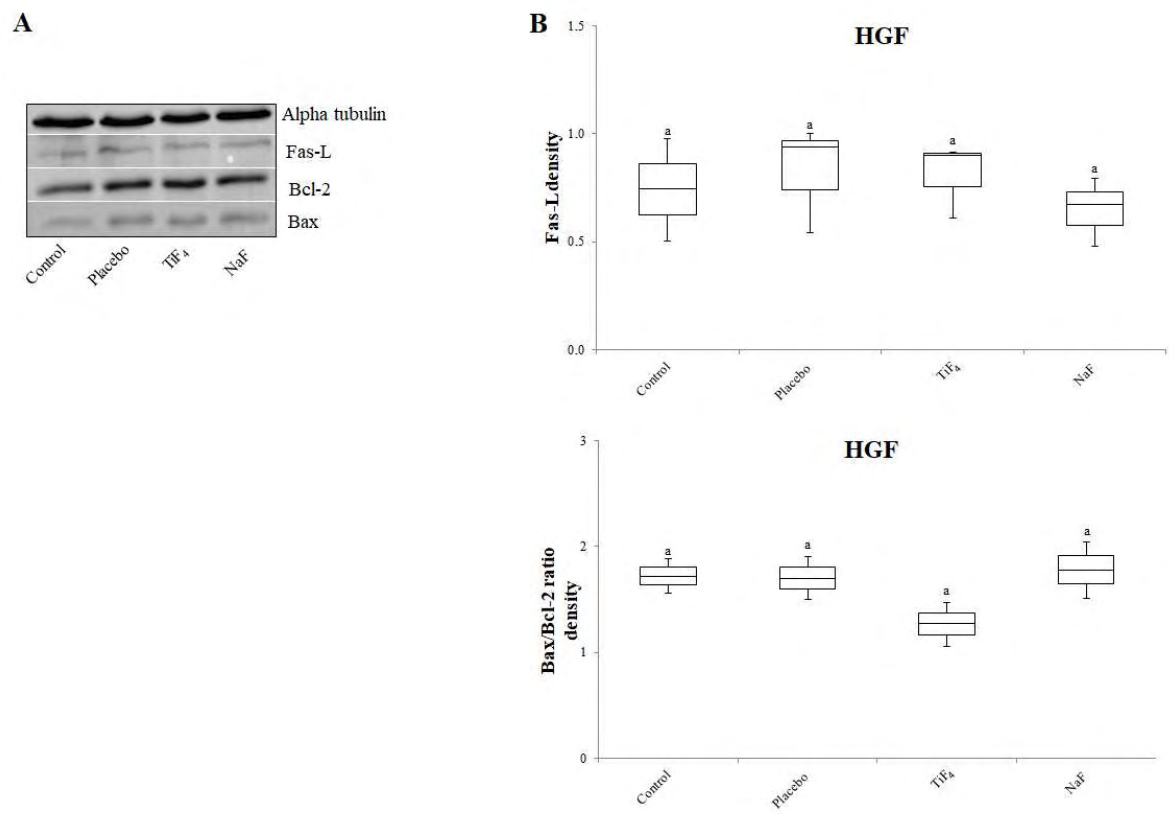 A
Alpha tubulin
Fas-L
Bcl-2
Bax
Control Placebo TiF₄ NaF
B
HGF
Fas-L density
1.5
1.0
0.5
0.0
a a a a
Control Placebo TiF₄ NaF
HGF
Bax/Bcl-2 ratio
density
3
2
1
0
a a a a
Control Placebo TiF₄ NaF